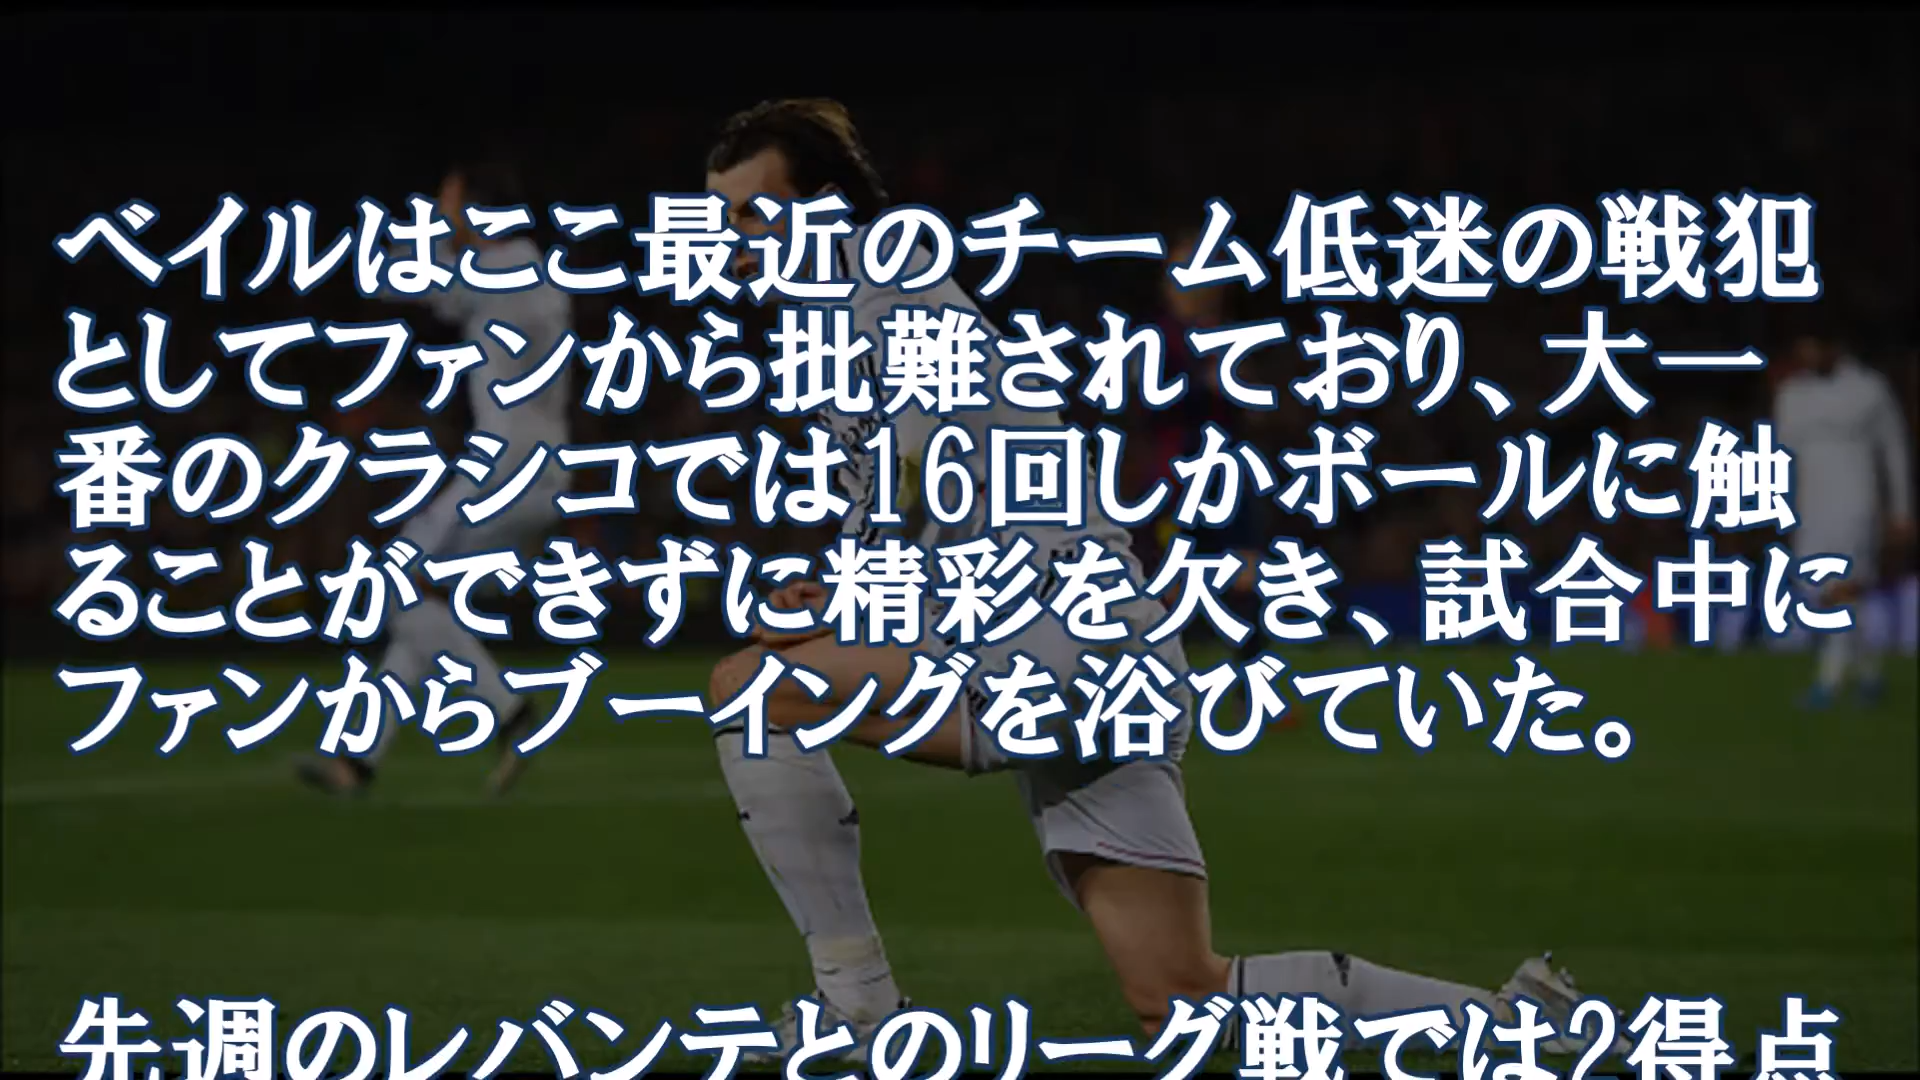 ベイルはここ最近のチーム低迷の戦犯
としてファンから批難されており、大一
番のクラシコでは16回しかボールに触
ることができずに精彩を欠き、試合中に
ファンからブーイングを浴びていた。
先週のレバンテとのリーグ戦では2得点